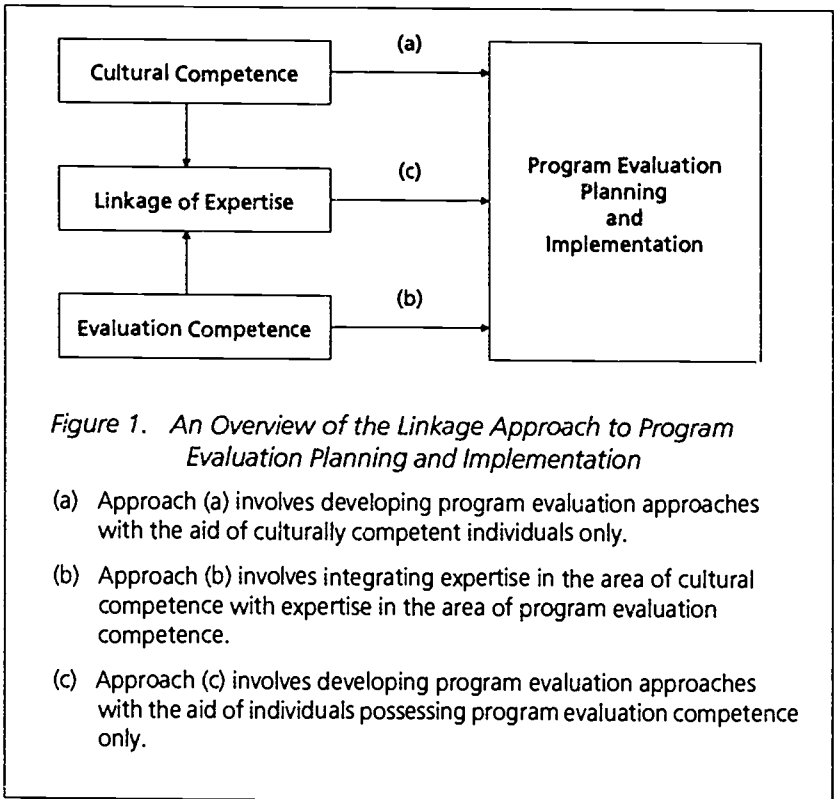 (a)
Cultural Competence
(c)
Linkage of Expertise
Program Evaluation
Planning
and
Implementation
(b)
Evaluation Competence
Figure 1. An Overview of the Linkage Approach to Program
Evaluation Planning and Implementation
(a) Approach (a) involves developing program evaluation approaches
with the aid of culturally competent individuals only.
(b) Approach (b) involves integrating expertise in the area of cultural
competence with expertise in the area of program evaluation
competence.
(c) Approach (c) involves developing program evaluation approaches
with the aid of individuals possessing program evaluation competence
only.